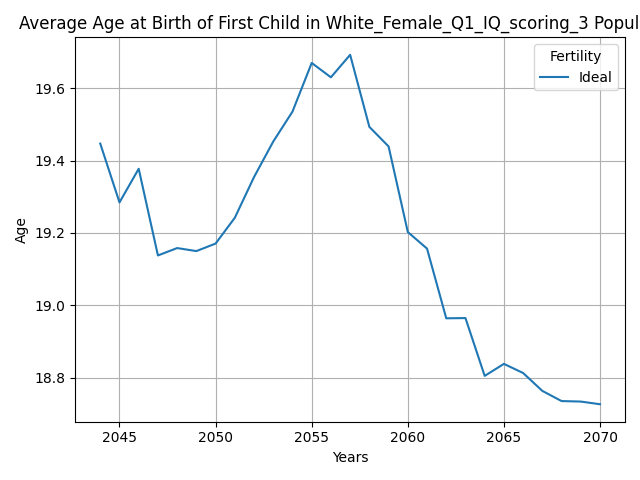 Average Age at Birth of First Child in White_Female_Q1_IQ_scoring_3 Popul
Fertility
Ideal
19.6
19.4
19.2
19.0
18.8
Age
2045 2050 2055 2060 2065 2070
Years